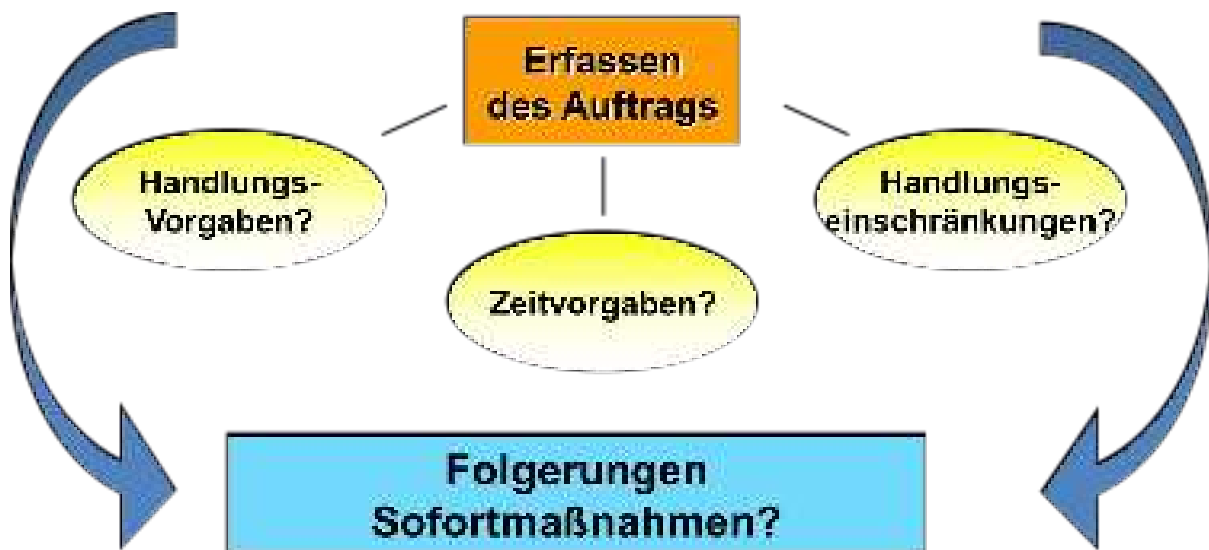 Erfassen
des Auftrags
Handlungs-
Vorgaben?
Handlungs-
einschränkungen?
Zeitvorgaben?
Folgerungen
Sofortmaßnahmen?